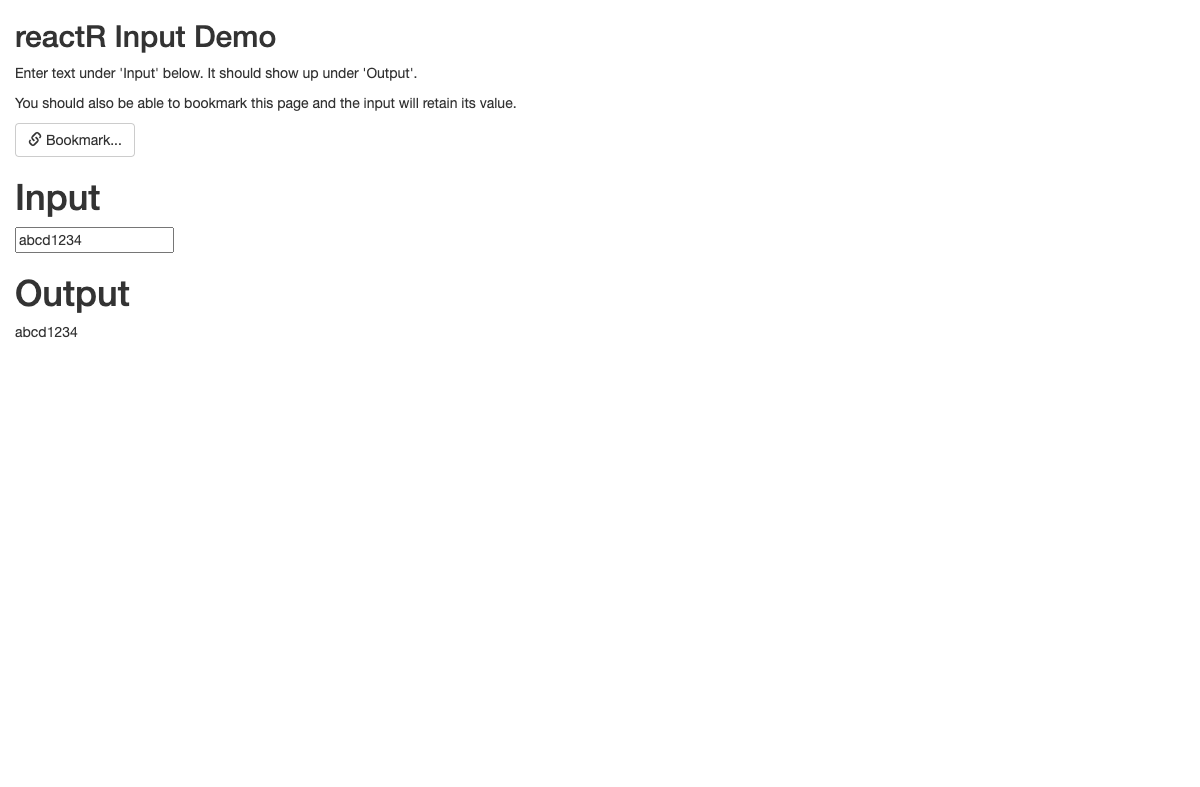 reactR Input Demo
Enter text under 'Input' below. It should show up under 'Output'.
You should also be able to bookmark this page and the input will retain its value.
Bookmark...
Input
abcd1234
Output
abcd1234